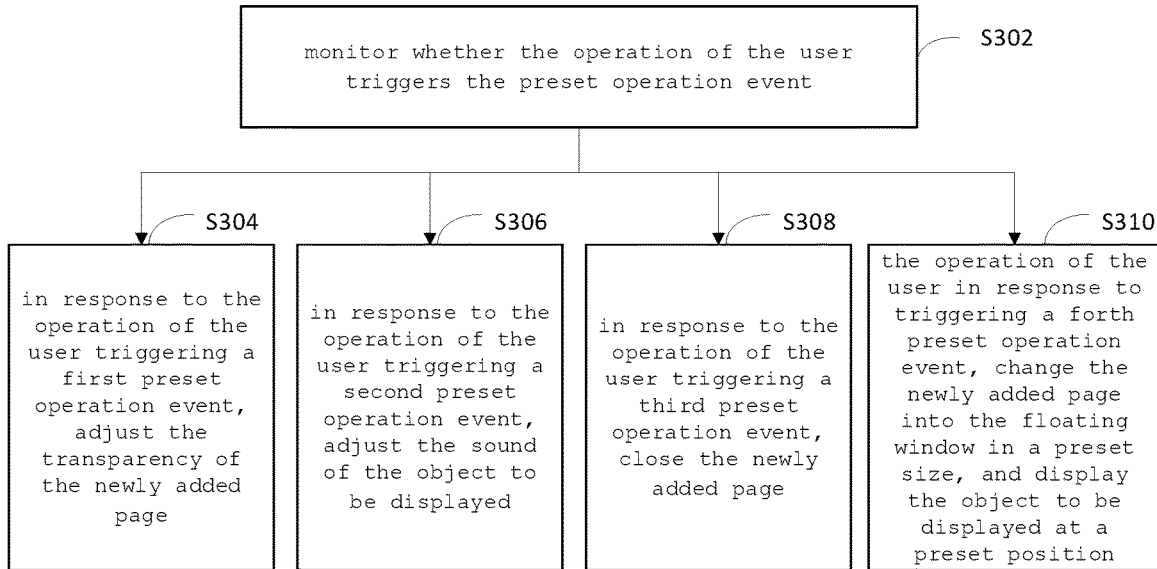 S302
monitor whether the operation of the user
triggers the preset operation event
S304
in response to the
operation of the
user triggering a
first preset
operation event,
adjust the
transparency of
the newly added
page
S306
in response to the
operation of the
user triggering a
second preset
operation event,
adjust the sound
of the object to
be displayed
S308
in response to the
operation of the
user triggering a
third preset
operation event,
close the newly
added page
S310
the operation of the
user in response to
triggering a forth
preset operation
event, change the
newly added page
into the floating
window in a preset
size, and display
the object to be
displayed at a
preset position